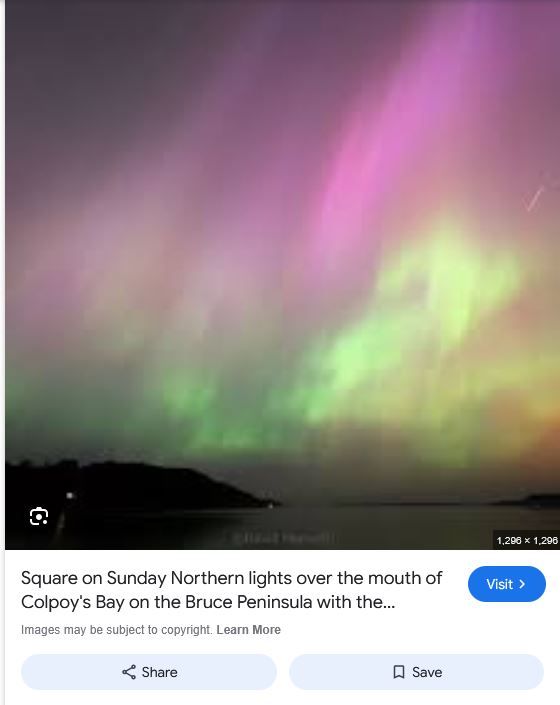 1,296 × 1,296
Square on Sunday Northern lights over the mouth of
Colpoy's Bay on the Bruce Peninsula with the...
Visit
Images may be subject to copyright. Learn More
Share
Save